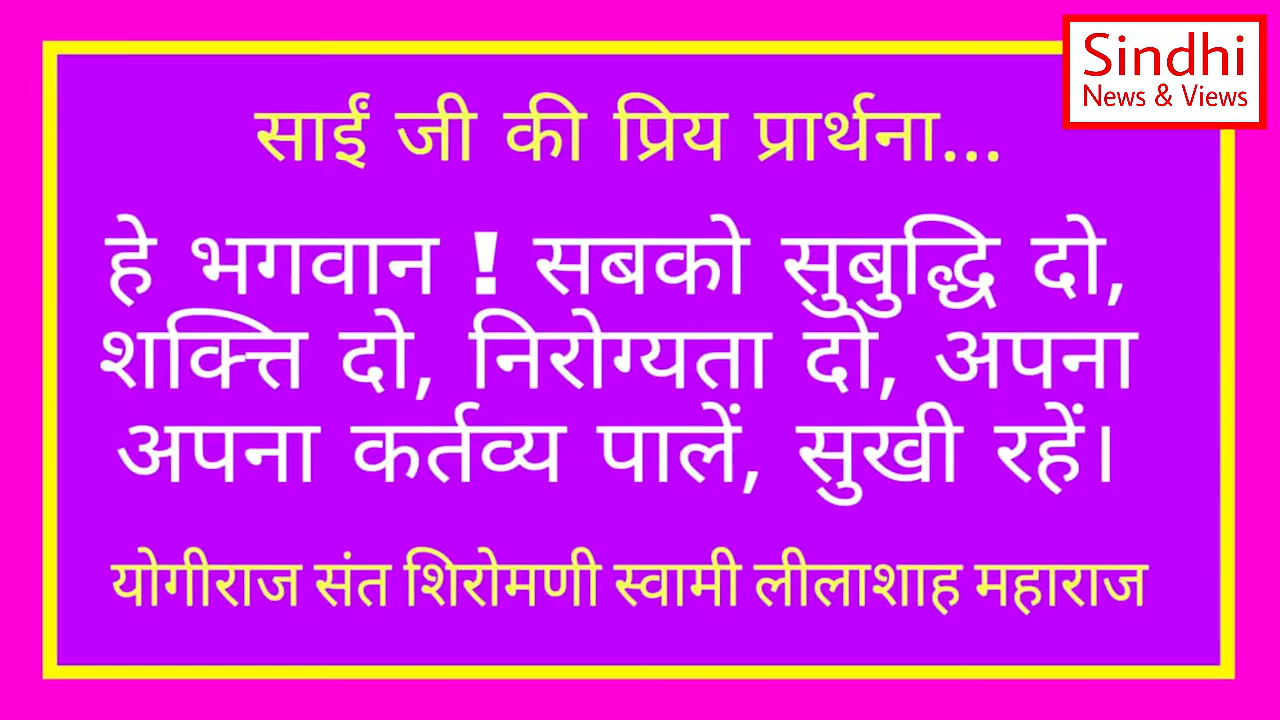 Sindhi
News & Views
साईं जी की प्रिय प्रार्थना...
हे भगवान ! सबको सुबुद्धि दो,
शक्ति दो, निरोग्यता दो, अपना
अपना कर्तव्य पालें, सुखी रहें।
योगीराज संत शिरोमणी स्वामी लीलाशाह महाराज